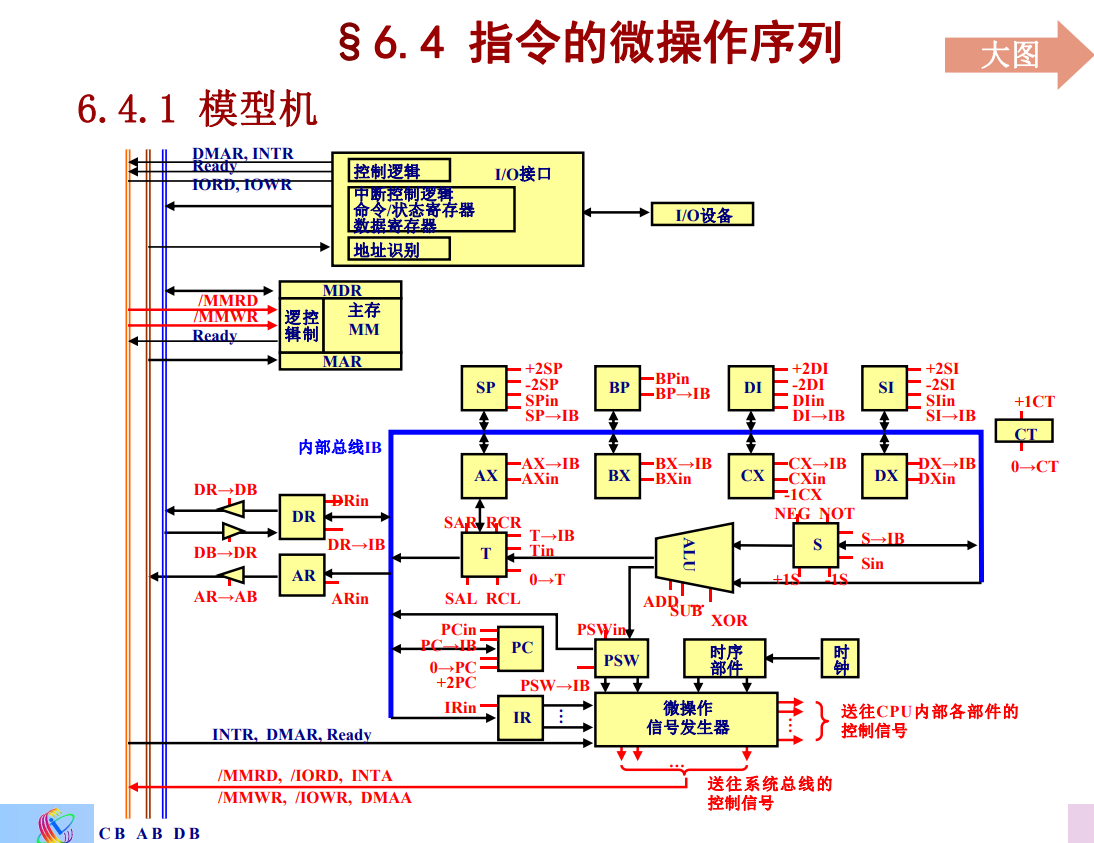 §6.4 指令的微操作序列
大图
6.4.1 模型机
DMAR, INTR
Ready
IORD, IOWR
控制逻辑
I/O接口
中断控制逻辑
命令/状态寄存器
数据寄存器
地址识别
I/O设备
MDR
/MMRD
/MMWR
Ready
逻控
辑制
主存
MM
MAR
SP
+2SP
-2SP
SPin
SP→IB
BP
BPin
BP→IB
DI
+2DI
-2DI
DIin
DI→IB
SI
+2SI
-2SI
SIin
SI→IB
+1CT
CT
0→CT
内部总线IB
AX
AX→IB
AXin
BX
BX→IB
BXin
CX
CX→IB
CXin
-1CX
DX
DX→IB
DXin
DR→DB
DR
DRin
DB→DR
DR→IB
AR
AR→AB
ARin
SAR RCR
T
T→IB
Tin
0→T
SAL RCL
ALU
ADD
SUB
...
XOR
NEG NOT
S
S→IB
Sin
+1S
-1S
PCin
PC→IB
0→PC
+2PC
PC
PSWin
PSW
PSW→IB
时序
部件
时
钟
IRin
IR
⋮
微操作
信号发生器
⋮
送往CPU内部各部件的
控制信号
INTR, DMAR, Ready
...
/MMRD, /IORD, INTA
/MMWR, /IOWR, DMAA
送往系统总线的
控制信号
CB AB DB